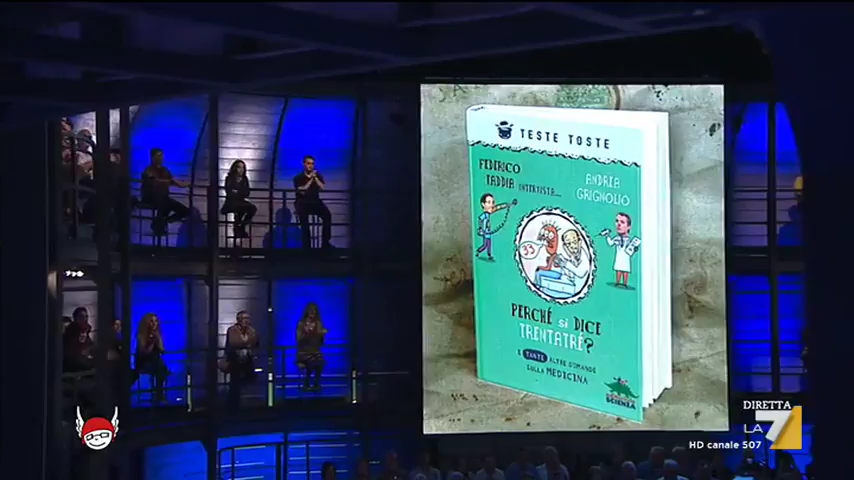 TESTE TOSTE
FEDERICO
TADDIA INTERVISTA...
ANDREA
GRIGNOLIO
33
PERCHÉ si DICE
TRENTATRÉ?
E TANTE ALTRE DOMANDE
SULLA MEDICINA
SCIENZA
DIRETTA
LA 7
HD canale 507